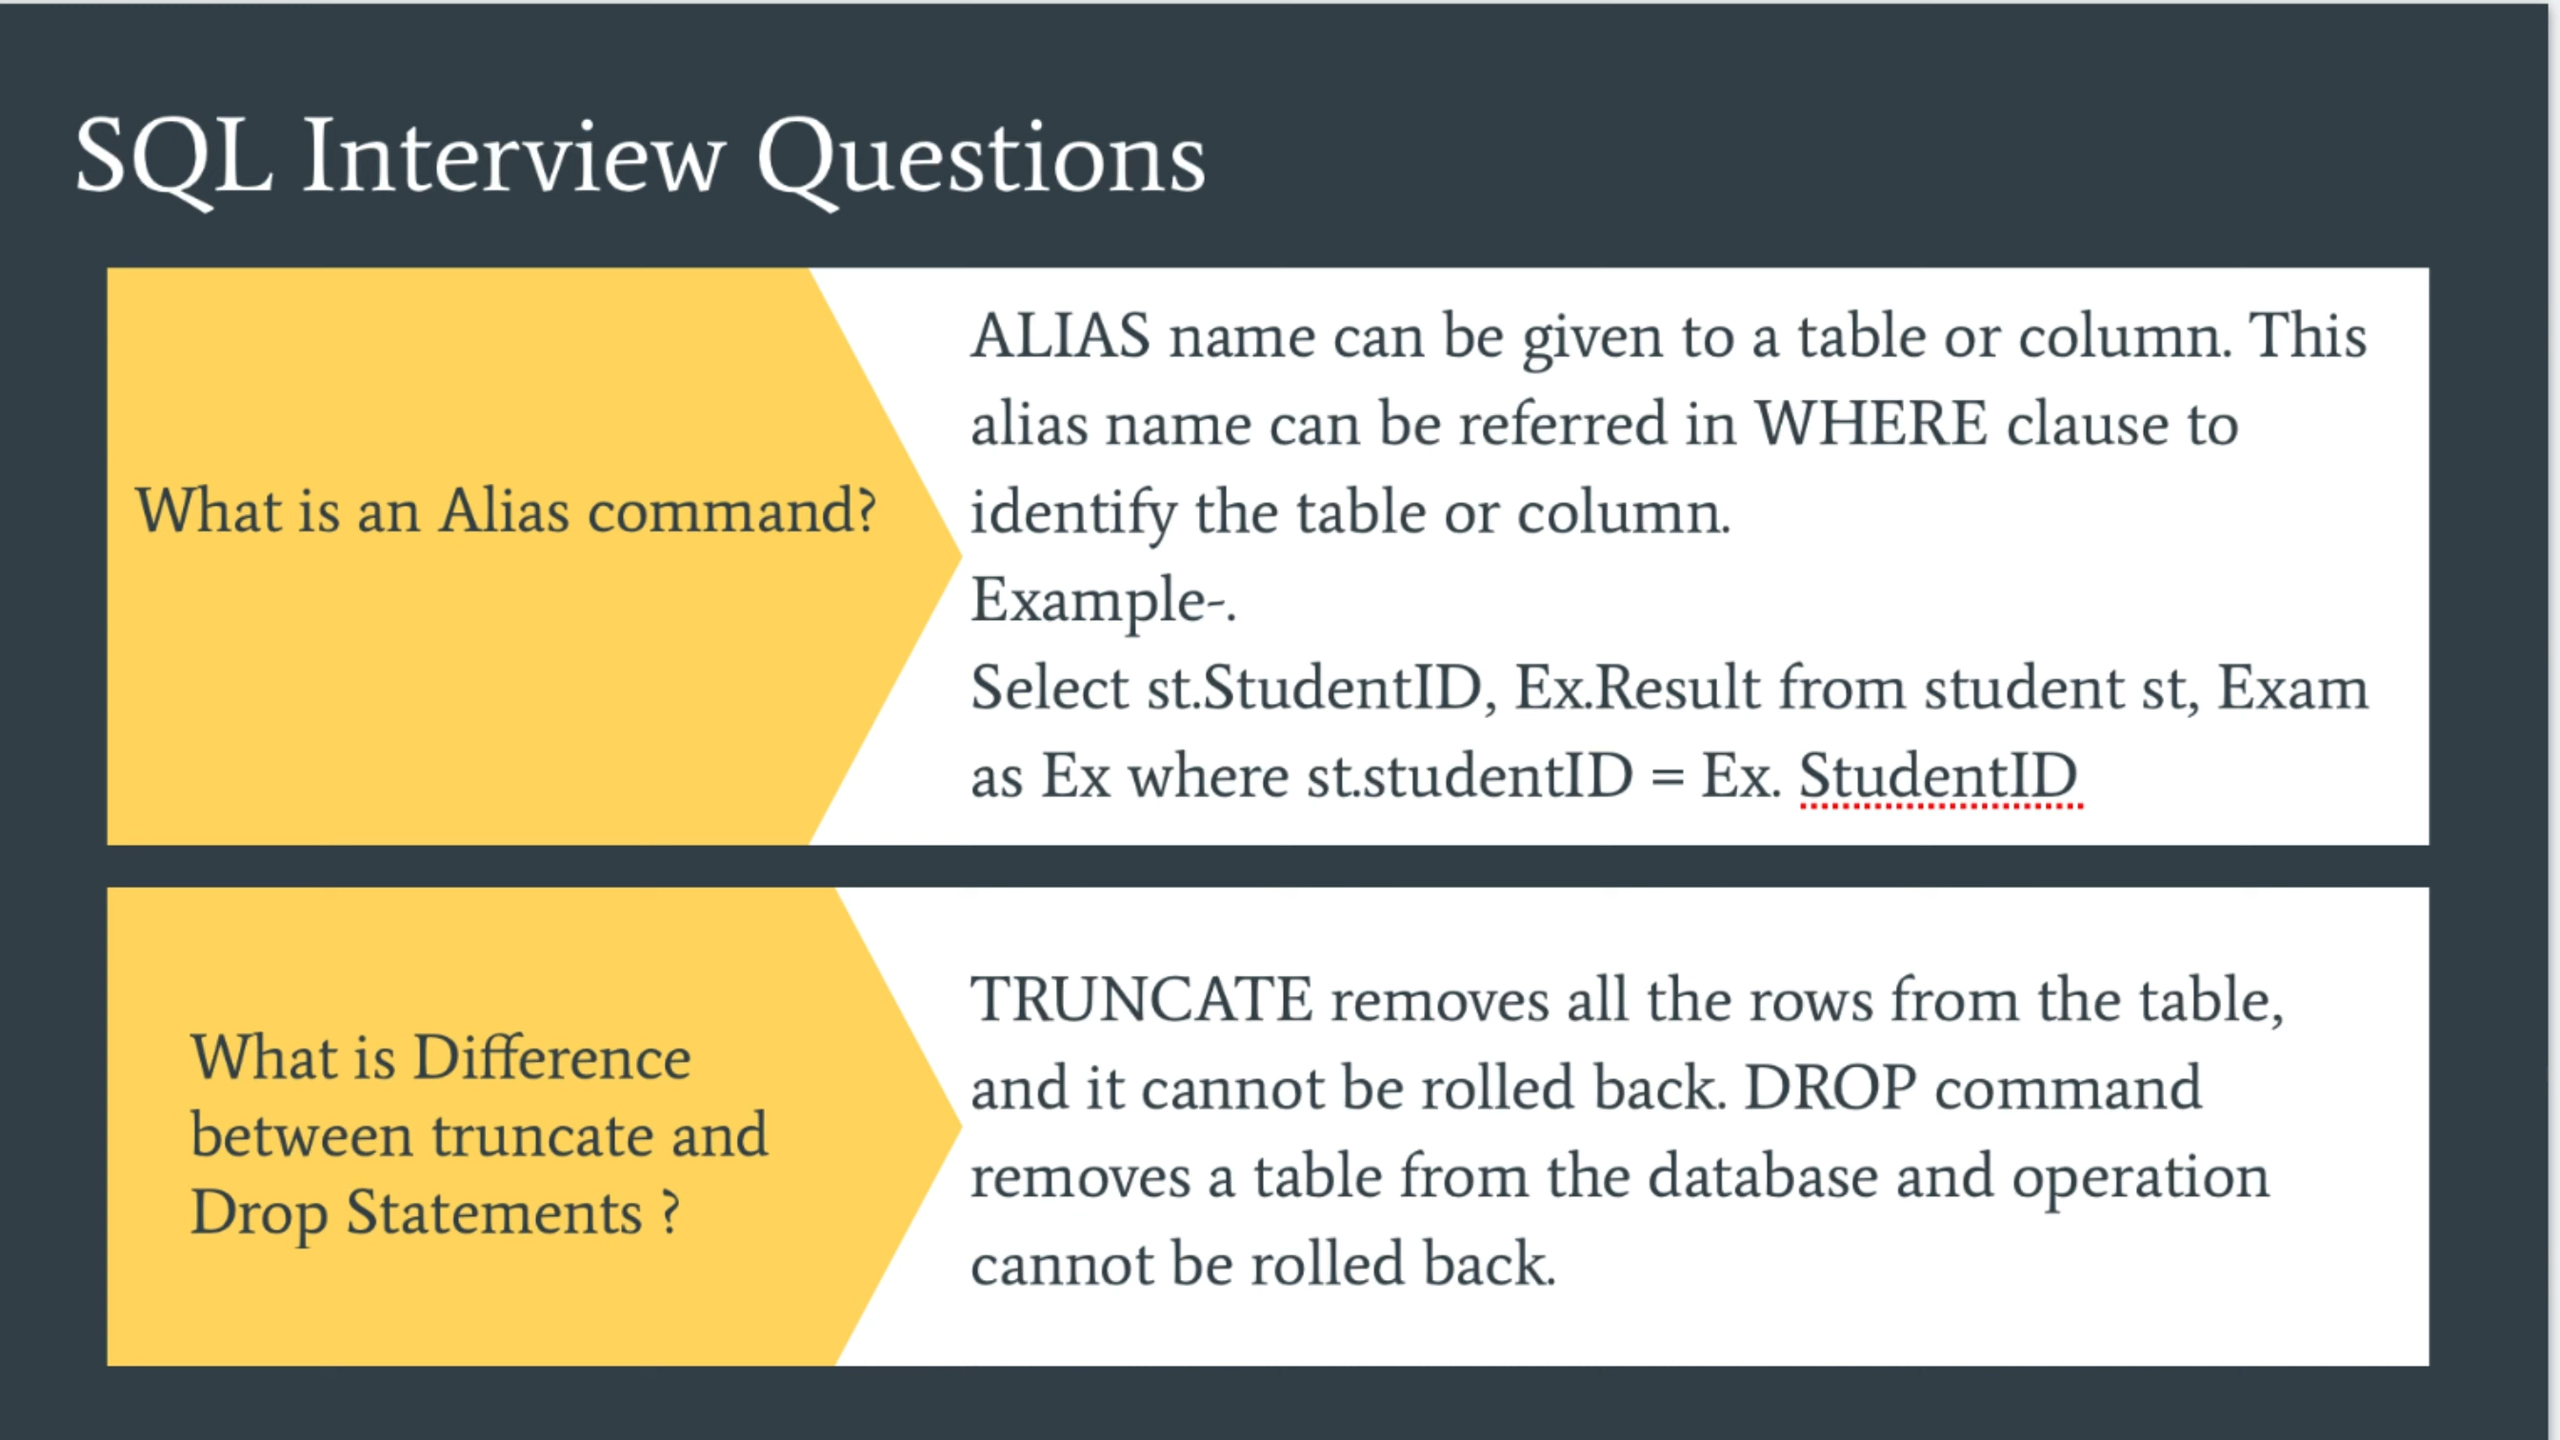 SQL Interview Questions
What is an Alias command?
ALIAS name can be given to a table or column. This
alias name can be referred in WHERE clause to
identify the table or column.
Example-.
Select st.StudentID, Ex.Result from student st, Exam
as Ex where st.studentID = Ex. StudentID
What is Difference
between truncate and
Drop Statements ?
TRUNCATE removes all the rows from the table,
and it cannot be rolled back. DROP command
removes a table from the database and operation
cannot be rolled back.